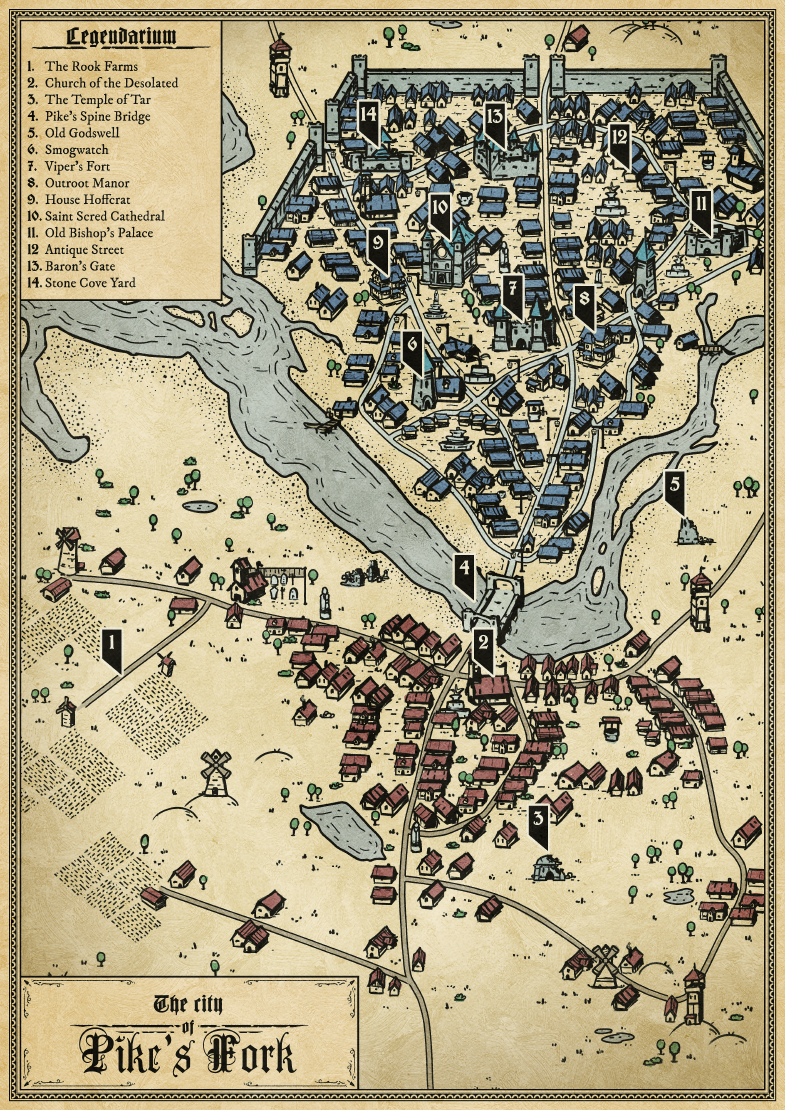 Legendarium
1. The Rook Farms
2. Church of the Desolated
3. The Temple of Tar
4. Pike's Spine Bridge
5. Old Godswell
6. Smogwatch
7. Viper's Fort
8. Outroot Manor
9. House Hofferat
10. Saint Sered Cathedral
11. Old Bishop's Palace
12 Antique Street
13. Baron's Gate
14. Stone Cove Yard
14
13
12
11
10
9
7
8
6
5
4
2
1
3
The city
of
Pike's Fork